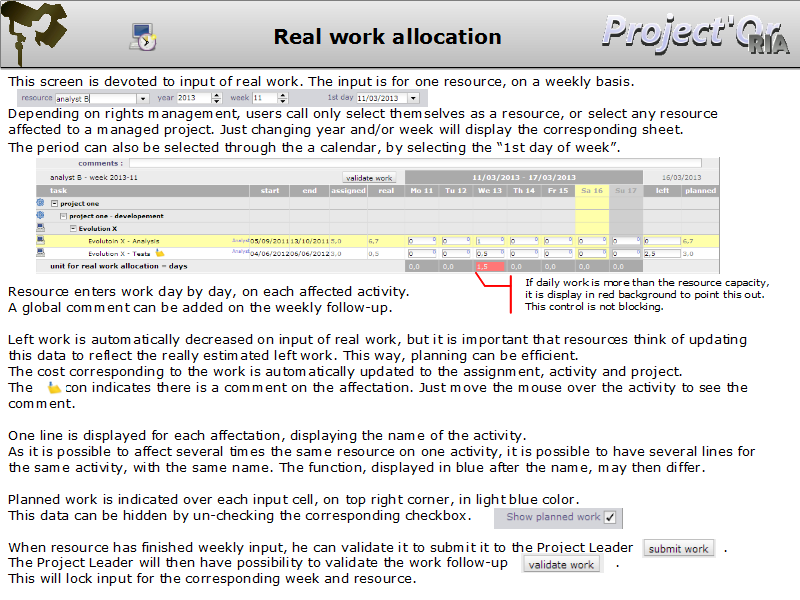 Real work allocation
Project'Or
RIA
This screen is devoted to input of real work. The input is for one resource, on a weekly basis.
resource analyst B year 2013 week 11 1st day 11/03/2013
Depending on rights management, users call only select themselves as a resource, or select any resource
affected to a managed project. Just changing year and/or week will display the corresponding sheet.
The period can also be selected through the a calendar, by selecting the “1st day of week”.
comments :
analyst B - week 2013-11 validate work 11/03/2013 - 17/03/2013 16/03/2013
task start end assigned real Mo 11 Tu 12 We 13 Th 14 Fr 15 Sa 16 Su 17 left planned
project one
project one - developement
Evolution X
Evolutoin X - Analysis Analyst 05/09/2011 13/10/2011 5,0 6,7 0 0 1 0 0 0 0 0 6,7
Evolution X - Tests Analyst 04/06/2012 06/06/2012 3,0 0,5 0 0 0.5 0 0 0 0 2.5 3,0
unit for real work allocation = days 0,0 0,0 1,5 0,0 0,0 0,0 0,0
If daily work is more than the resource capacity,
it is display in red background to point this out.
This control is not blocking.
Resource enters work day by day, on each affected activity.
A global comment can be added on the weekly follow-up.
Left work is automatically decreased on input of real work, but it is important that resources think of updating
this data to reflect the really estimated left work. This way, planning can be efficient.
The cost corresponding to the work is automatically updated to the assignment, activity and project.
The con indicates there is a comment on the affectation. Just move the mouse over the activity to see the
comment.
One line is displayed for each affectation, displaying the name of the activity.
As it is possible to affect several times the same resource on one activity, it is possible to have several lines for
the same activity, with the same name. The function, displayed in blue after the name, may then differ.
Planned work is indicated over each input cell, on top right corner, in light blue color.
This data can be hidden by un-checking the corresponding checkbox. Show planned work
When resource has finished weekly input, he can validate it to submit it to the Project Leader submit work .
The Project Leader will then have possibility to validate the work follow-up validate work .
This will lock input for the corresponding week and resource.